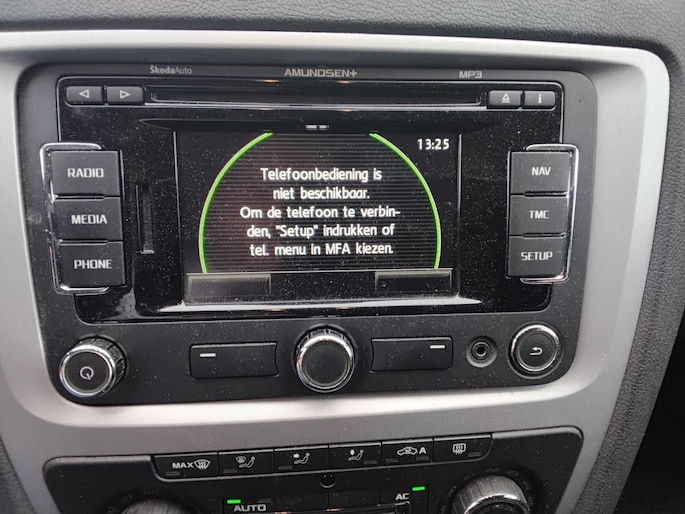 ŠkodaAuto AMUNDSEN+ MP3
i
13:25
RADIO
MEDIA
PHONE
Telefoonbediening is
niet beschikbaar.
Om de telefoon te verbin-
den, "Setup" indrukken of
tel. menu in MFA kiezen.
NAV
TMC
SETUP
MAX
A
AUTO
AC